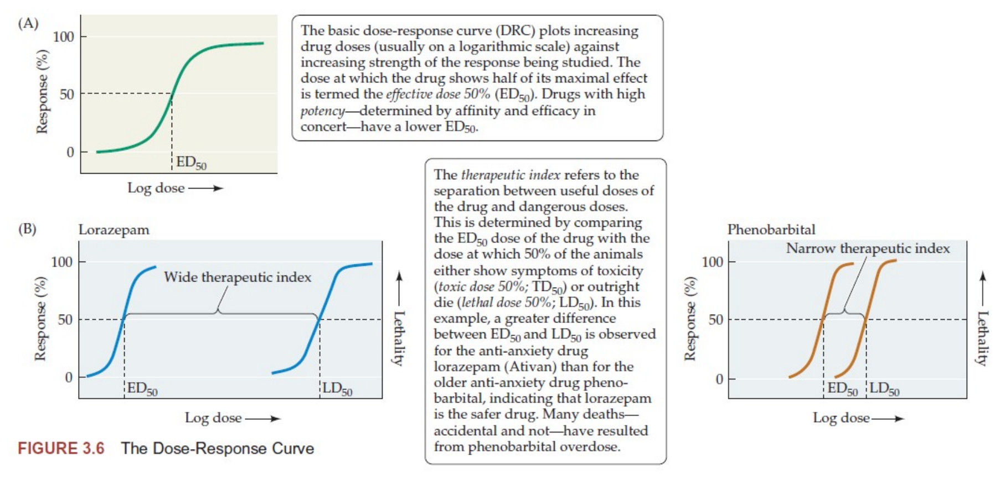 (A)
100
50
0
Response (%)
ED50
Log dose
The basic dose-response curve (DRC) plots increasing
drug doses (usually on a logarithmic scale) against
increasing strength of the response being studied. The
dose at which the drug shows half of its maximal effect
is termed the effective dose 50% (ED50). Drugs with high
potency—determined by affinity and efficacy in
concert—have a lower ED50.
(B)
Lorazepam
100
50
0
Response (%)
Wide therapeutic index
ED50
LD50
Lethality
Log dose
The therapeutic index refers to the
separation between useful doses of
the drug and dangerous doses.
This is determined by comparing
the ED50 dose of the drug with the
dose at which 50% of the animals
either show symptoms of toxicity
(toxic dose 50%; TD50) or outright
die (lethal dose 50%; LD50). In this
example, a greater difference
between ED50 and LD50 is observed
for the anti-anxiety drug
lorazepam (Ativan) than for the
older anti-anxiety drug pheno-
barbital, indicating that lorazepam
is the safer drug. Many deaths—
accidental and not—have resulted
from phenobarbital overdose.
Phenobarbital
Narrow therapeutic index
100
50
0
Response (%)
ED50
LD50
Lethality
Log dose
FIGURE 3.6 The Dose-Response Curve